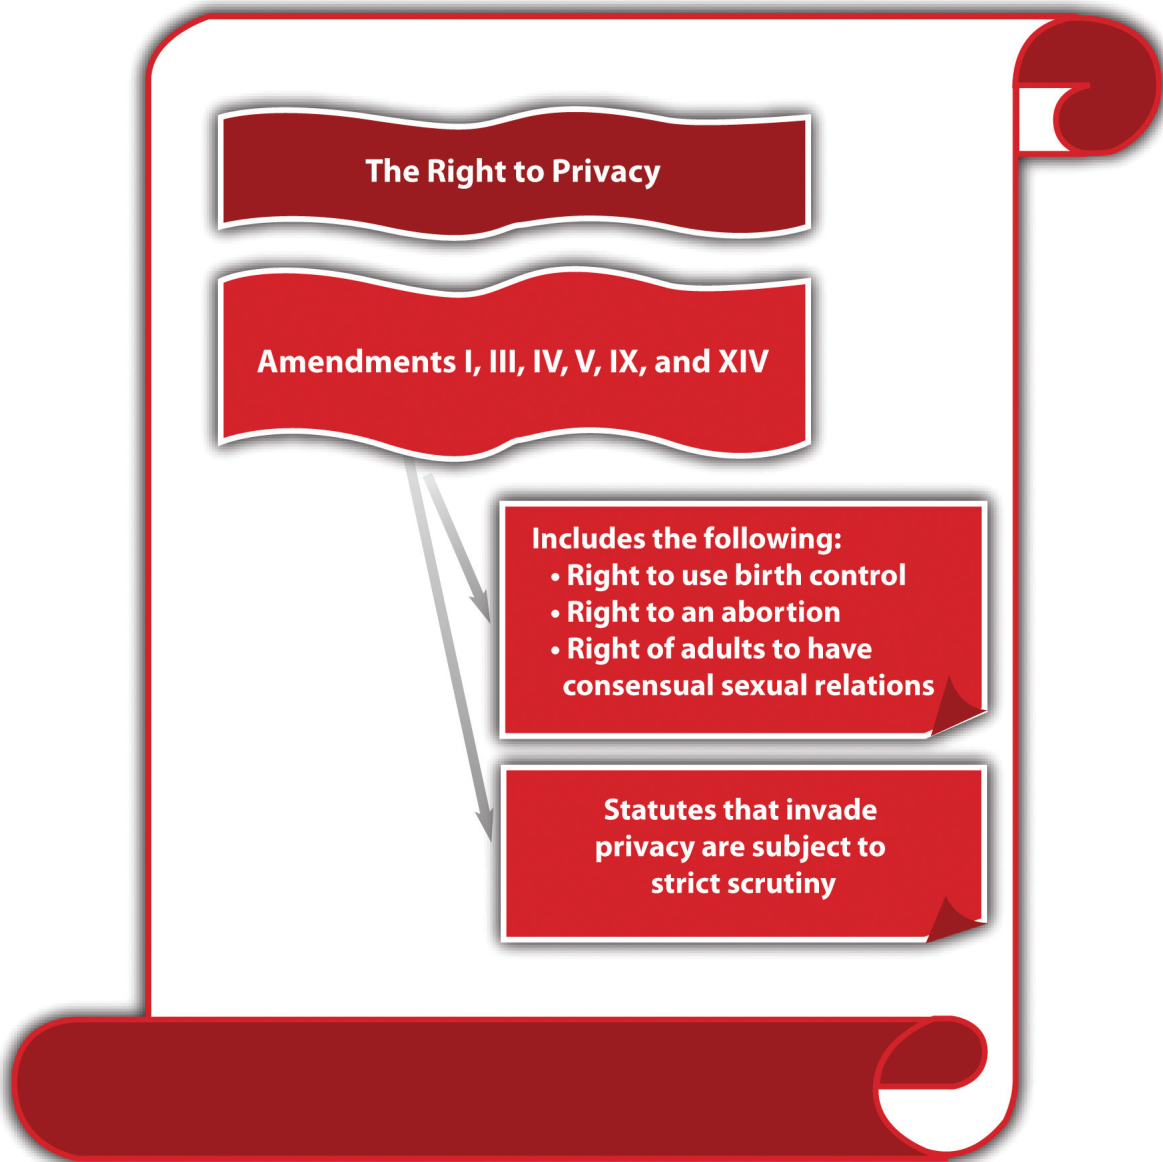 The Right to Privacy
Amendments I, III, IV, V, IX, and XIV
Includes the following:
• Right to use birth control
• Right to an abortion
• Right of adults to have
consensual sexual relations
Statutes that invade
privacy are subject to
strict scrutiny